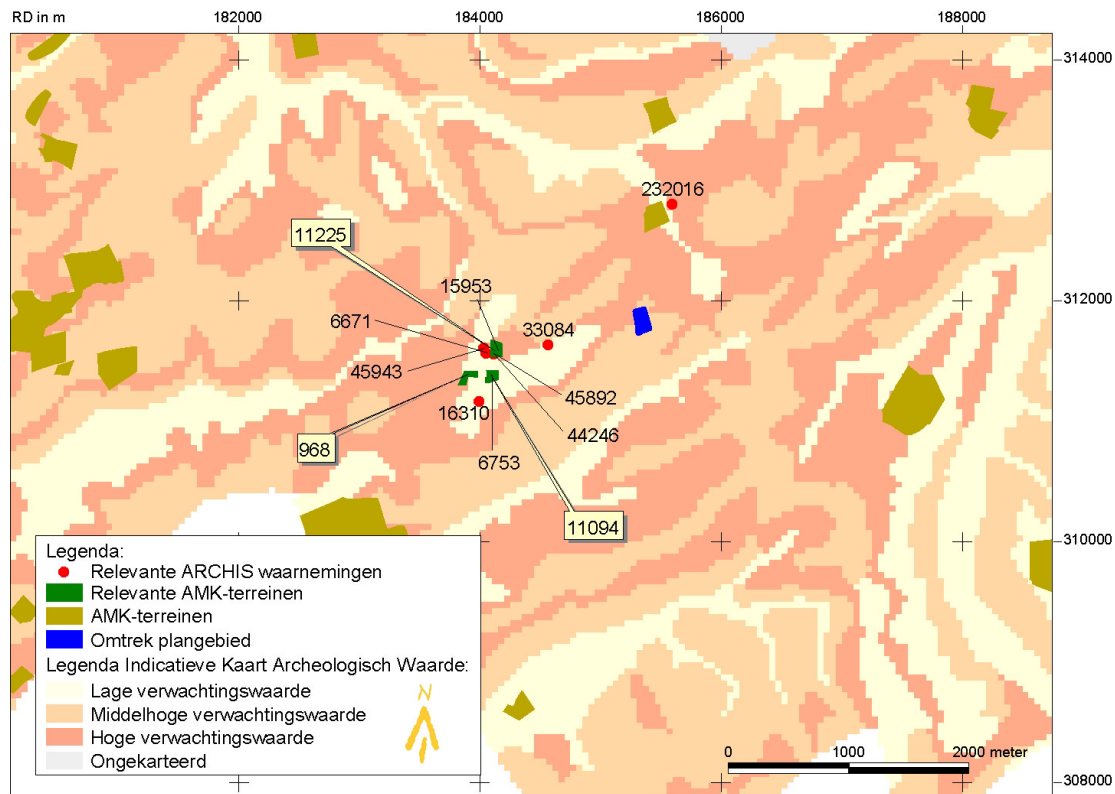 RD in m
182000 184000 186000 188000
314000
232016
11225
15953
312000
6671
33084
45943
45892
16310
44246
968
6753
11094
310000
Legenda:
Relevante ARCHIS waarnemingen
Relevante AMK-terreinen
AMK-terreinen
Omtrek plangebied
Legenda Indicatieve Kaart Archeologisch Waarde:
Lage verwachtingswaarde
N
Middelhoge verwachtingswaarde
Hoge verwachtingswaarde
Ongekarteerd
0 1000 2000 meter
308000